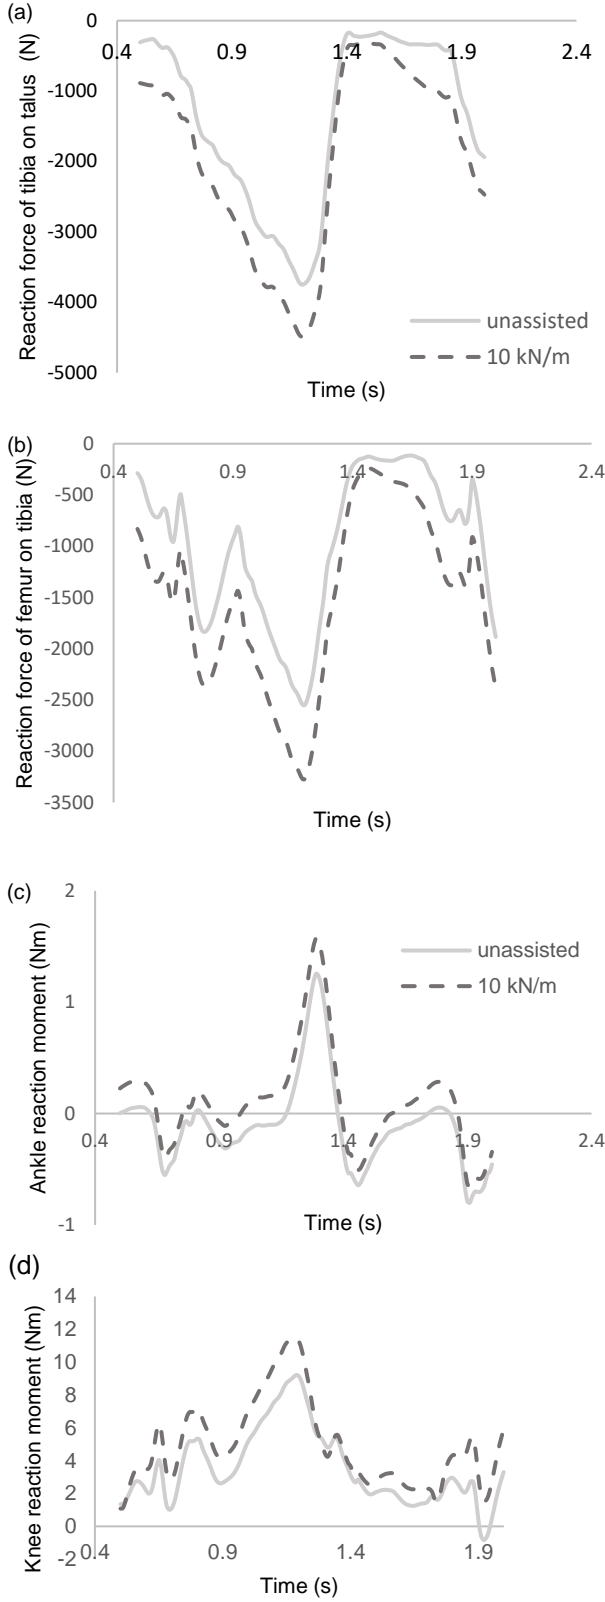 (a)
Reaction force of tibia on talus (N)
0
0.4 0.9 1.4 1.9 2.4
-1000
-2000
-3000
-4000
-5000
unassisted
10 kN/m
Time (s)
(b)
Reaction force of femur on tibia (N)
0
0.4 0.9 1.4 1.9 2.4
-500
-1000
-1500
-2000
-2500
-3000
-3500
Time (s)
(c)
Ankle reaction moment (Nm)
2
unassisted
10 kN/m
1
0
0.4 0.9 1.4 1.9 2.4
-1
Time (s)
(d)
Knee reaction moment (Nm)
14
12
10
8
6
4
2
0
-2
0.4 0.9 1.4 1.9
Time (s)